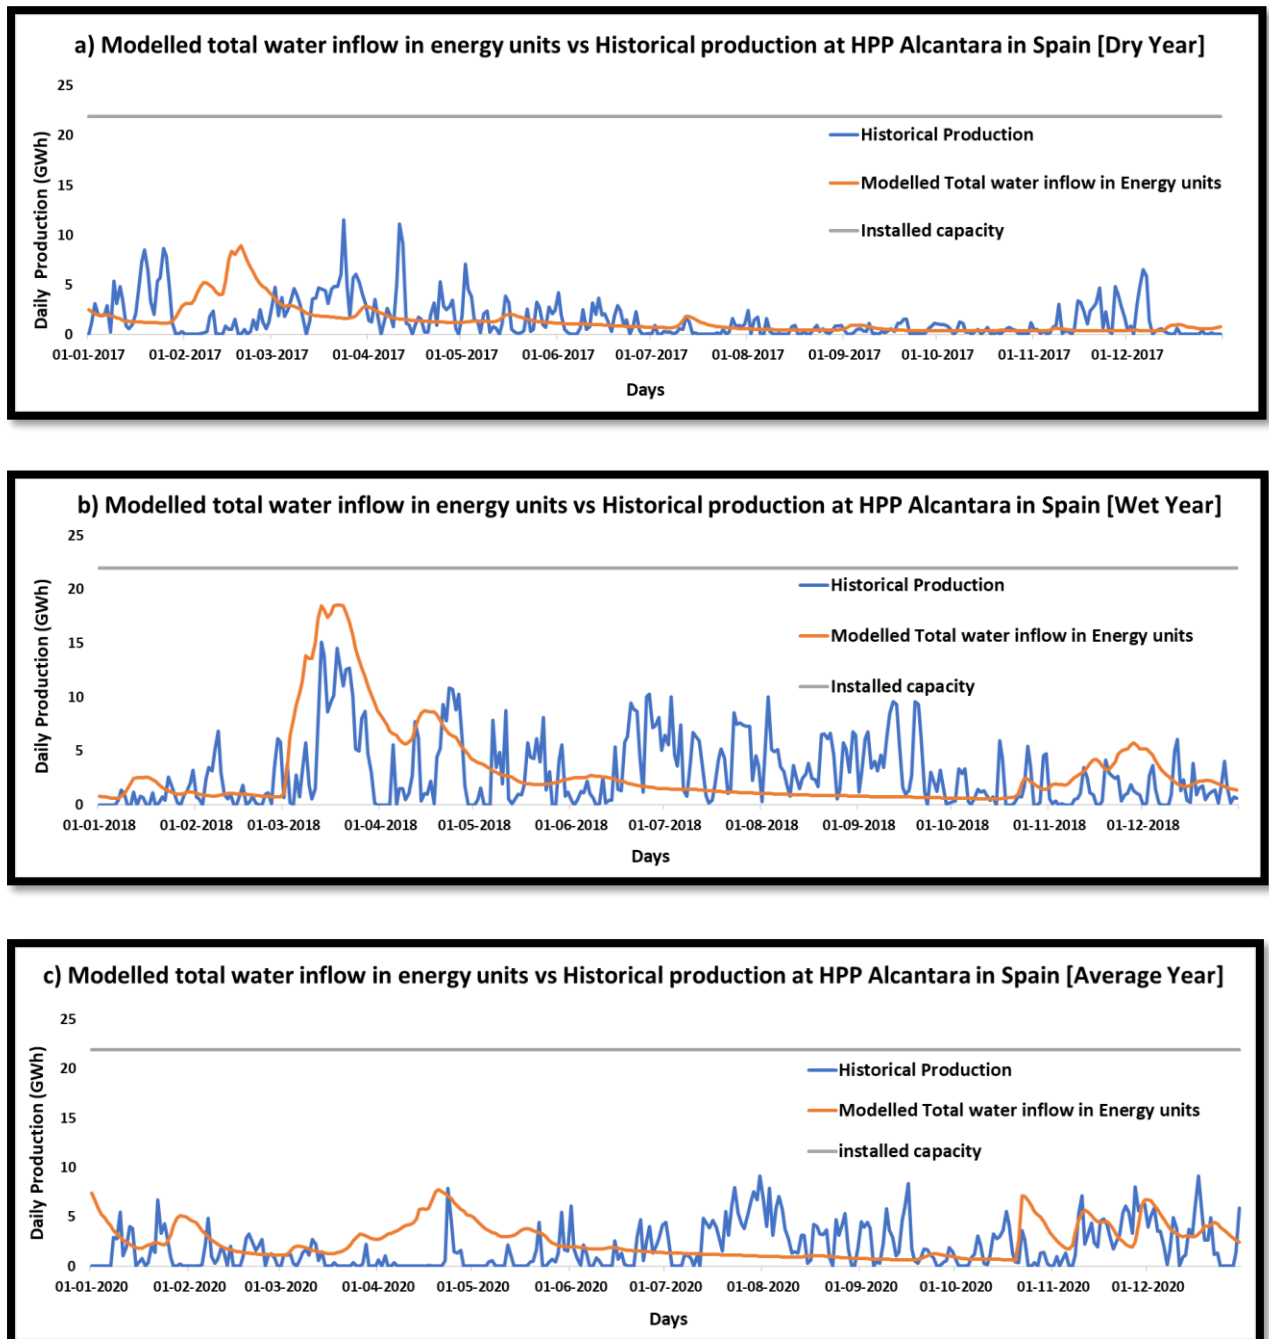 a) Modelled total water inflow in energy units vs Historical production at HPP Alcantara in Spain [Dry Year]
Daily Production (GWh)
25
20
15
10
5
0
Historical Production
Modelled Total water inflow in Energy units
Installed capacity
01-01-2017 01-02-2017 01-03-2017 01-04-2017 01-05-2017 01-06-2017 01-07-2017 01-08-2017 01-09-2017 01-10-2017 01-11-2017 01-12-2017
Days
b) Modelled total water inflow in energy units vs Historical production at HPP Alcantara in Spain [Wet Year]
Daily Production (GWh)
25
20
15
10
5
0
Historical Production
Modelled Total water inflow in Energy units
Installed capacity
01-01-2018 01-02-2018 01-03-2018 01-04-2018 01-05-2018 01-06-2018 01-07-2018 01-08-2018 01-09-2018 01-10-2018 01-11-2018 01-12-2018
Days
c) Modelled total water inflow in energy units vs Historical production at HPP Alcantara in Spain [Average Year]
Daily Production (GWh)
25
20
15
10
5
0
Historical Production
Modelled Total water inflow in Energy units
installed capacity
01-01-2020 01-02-2020 01-03-2020 01-04-2020 01-05-2020 01-06-2020 01-07-2020 01-08-2020 01-09-2020 01-10-2020 01-11-2020 01-12-2020
Days